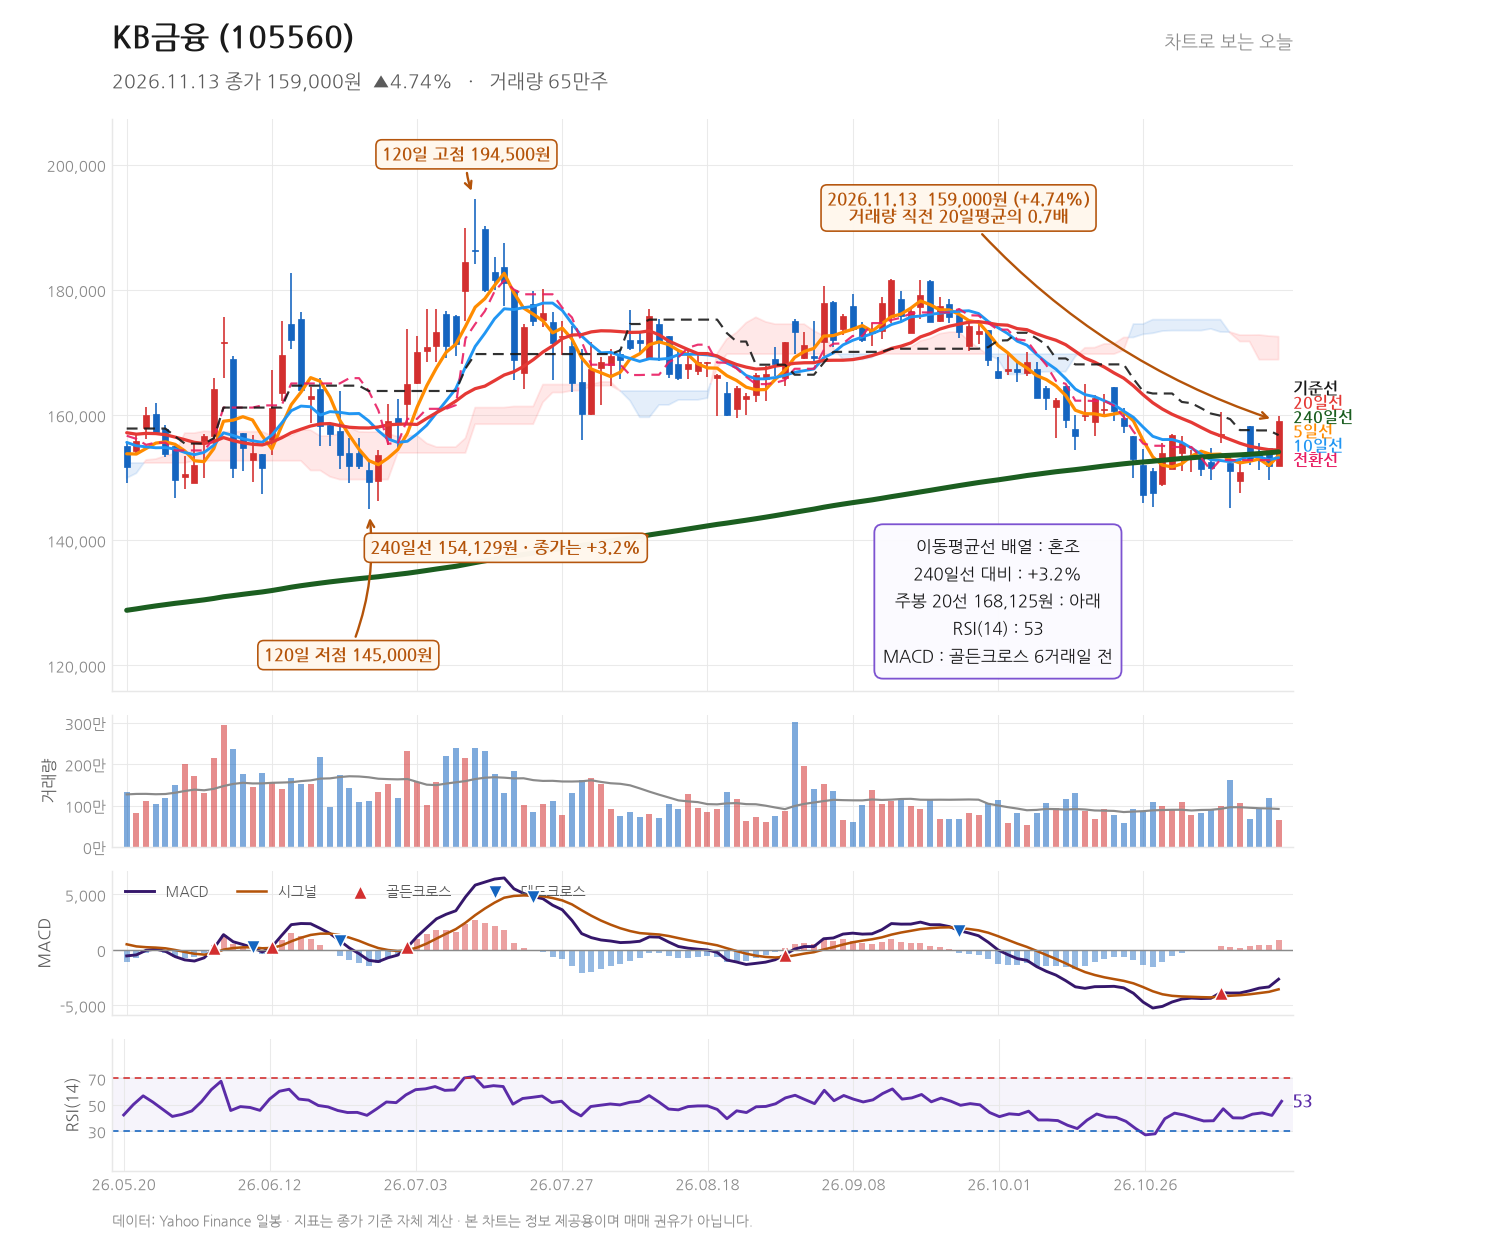 KB금융 (105560)
차트로 보는 오늘
2026.11.13 종가 159,000원 ▲4.74% · 거래량 65만주
120일 고점 194,500원
2026.11.13 159,000원 (+4.74%)
거래량 직전 20일평균의 0.7배
200,000
180,000
160,000
140,000
120,000
기준선
20일선
240일선
5일선
10일선
전환선
240일선 154,129원 · 종가는 +3.2%
120일 저점 145,000원
이동평균선 배열 : 혼조
240일선 대비 : +3.2%
주봉 20선 168,125원 : 아래
RSI(14) : 53
MACD : 골든크로스 6거래일 전
거래량
300만
200만
100만
0만
MACD
MACD
시그널
골든크로스
데드크로스
5,000
0
-5,000
RSI(14)
70
50
30
53
26.05.20
26.06.12
26.07.03
26.07.27
26.08.18
26.09.08
26.10.01
26.10.26
데이터: Yahoo Finance 일봉 · 지표는 종가 기준 자체 계산 · 본 차트는 정보 제공용이며 매매 권유가 아닙니다.